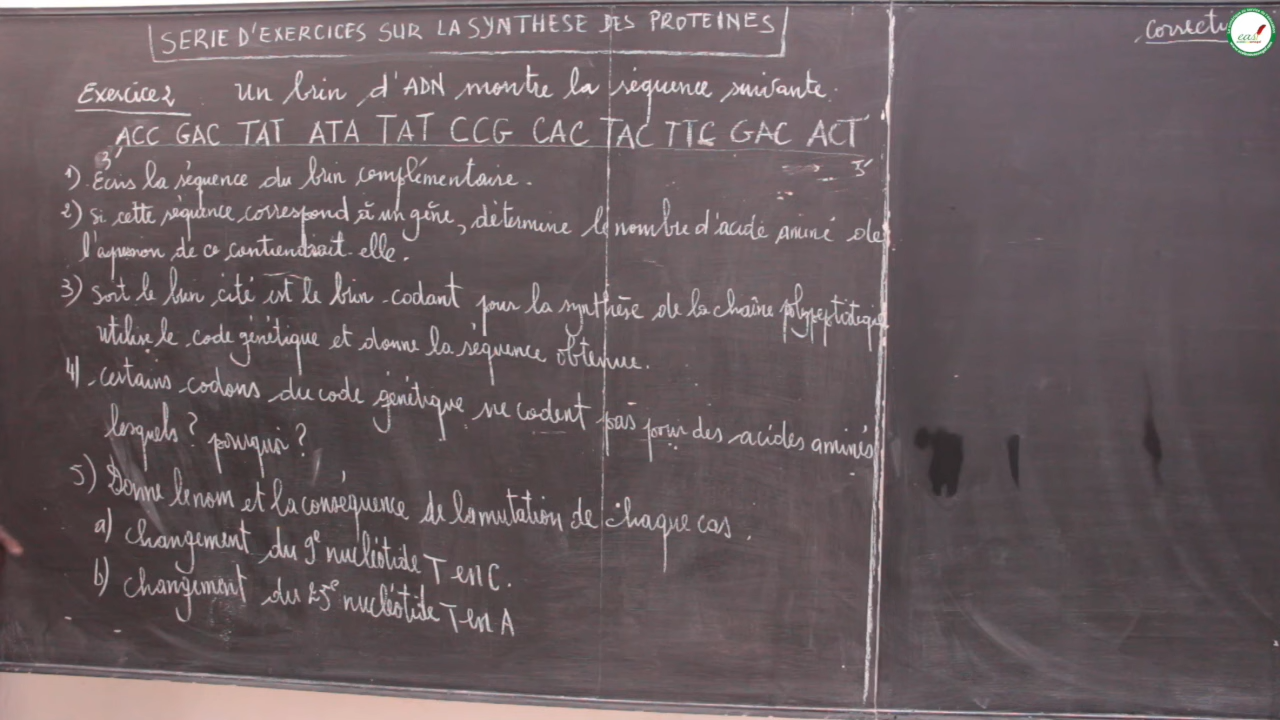 SERIE D'EXERCICES SUR LA SYNTHESE DES PROTEINES
Correcti
eas
Exercice 2 Un brin d'ADN montre la séquence suivante.
ACC GAC TAT ATA TAT CCG CAC TAC TTC GAC ACT
3' 5'
1) Ecris la séquence du brin complémentaire.
2) Si cette séquence correspond à un gène, détermine le nombre d'acide aminé de
l' de ce contiendrait elle.
3) Soit le brin cité est le brin codant pour la synthèse de la chaîne polypeptidique
utilise le code génétique et donne la séquence obtenue.
4) certains codons du code génétique ne codent pas pour des acides aminés
lesquels ? pourquoi ?
5) Donne le nom et la conséquence de la mutation de chaque cas.
a) changement du 9e nucléotide T en C.
b) changement du 25e nucléotide T en A